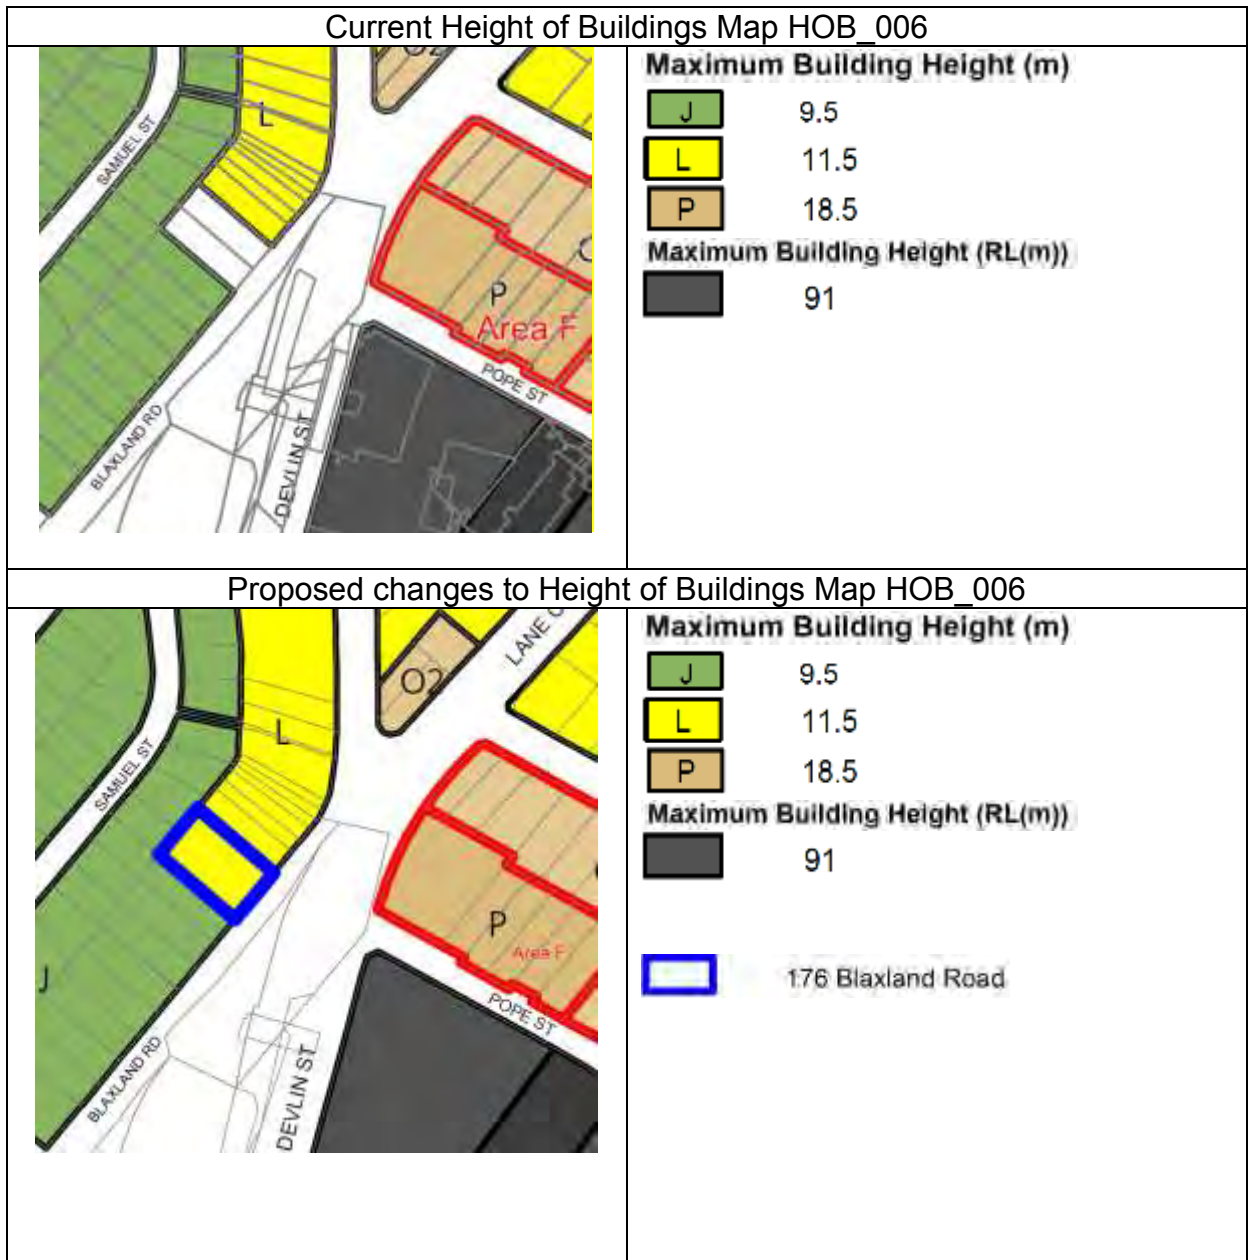 Current Height of Buildings Map HOB_006
O2
L
SAMUEL ST
P
Area F
POPE ST
BLAXLAND RD
DEVLIN ST
Maximum Building Height (m)
J 9.5
L 11.5
P 18.5
Maximum Building Height (RL(m))
91
Proposed changes to Height of Buildings Map HOB_006
LANE
O2
L
SAMUEL ST
P
Area F
J
POPE ST
BLAXLAND RD
DEVLIN ST
Maximum Building Height (m)
J 9.5
L 11.5
P 18.5
Maximum Building Height (RL(m))
91
176 Blaxland Road